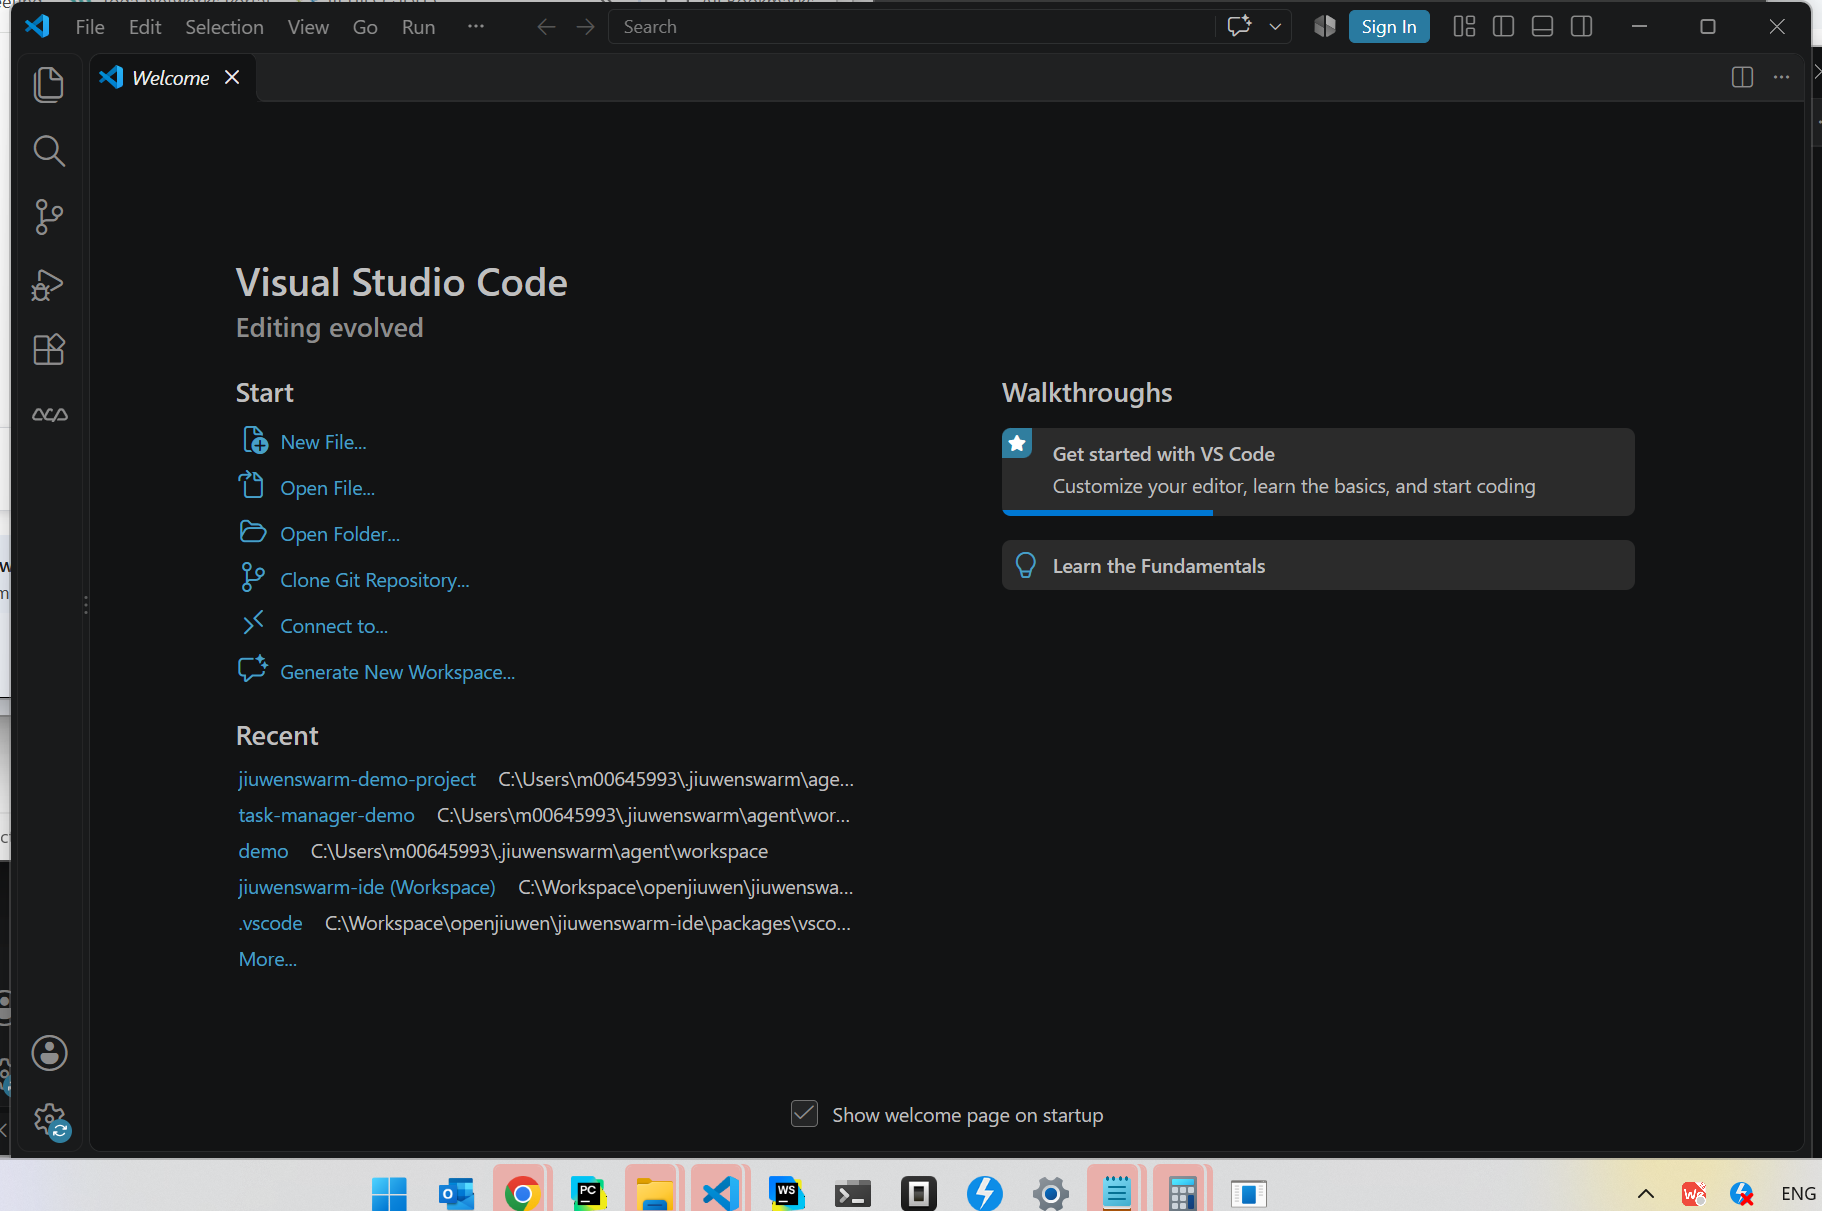 File Edit Selection View Go Run ··· Search Sign In
Welcome
Visual Studio Code
Editing evolved
Start
New File...
Open File...
Open Folder...
Clone Git Repository...
Connect to...
Generate New Workspace...
Recent
jiuwenswarm-demo-project C:\Users\m00645993\.jiuwenswarm\age...
task-manager-demo C:\Users\m00645993\.jiuwenswarm\agent\wor...
demo C:\Users\m00645993\.jiuwenswarm\agent\workspace
jiuwenswarm-ide (Workspace) C:\Workspace\openjiuwen\jiuwenswa...
.vscode C:\Workspace\openjiuwen\jiuwenswarm-ide\packages\vsco...
More...
Walkthroughs
Get started with VS Code
Customize your editor, learn the basics, and start coding
Learn the Fundamentals
Show welcome page on startup
PC WS ENG